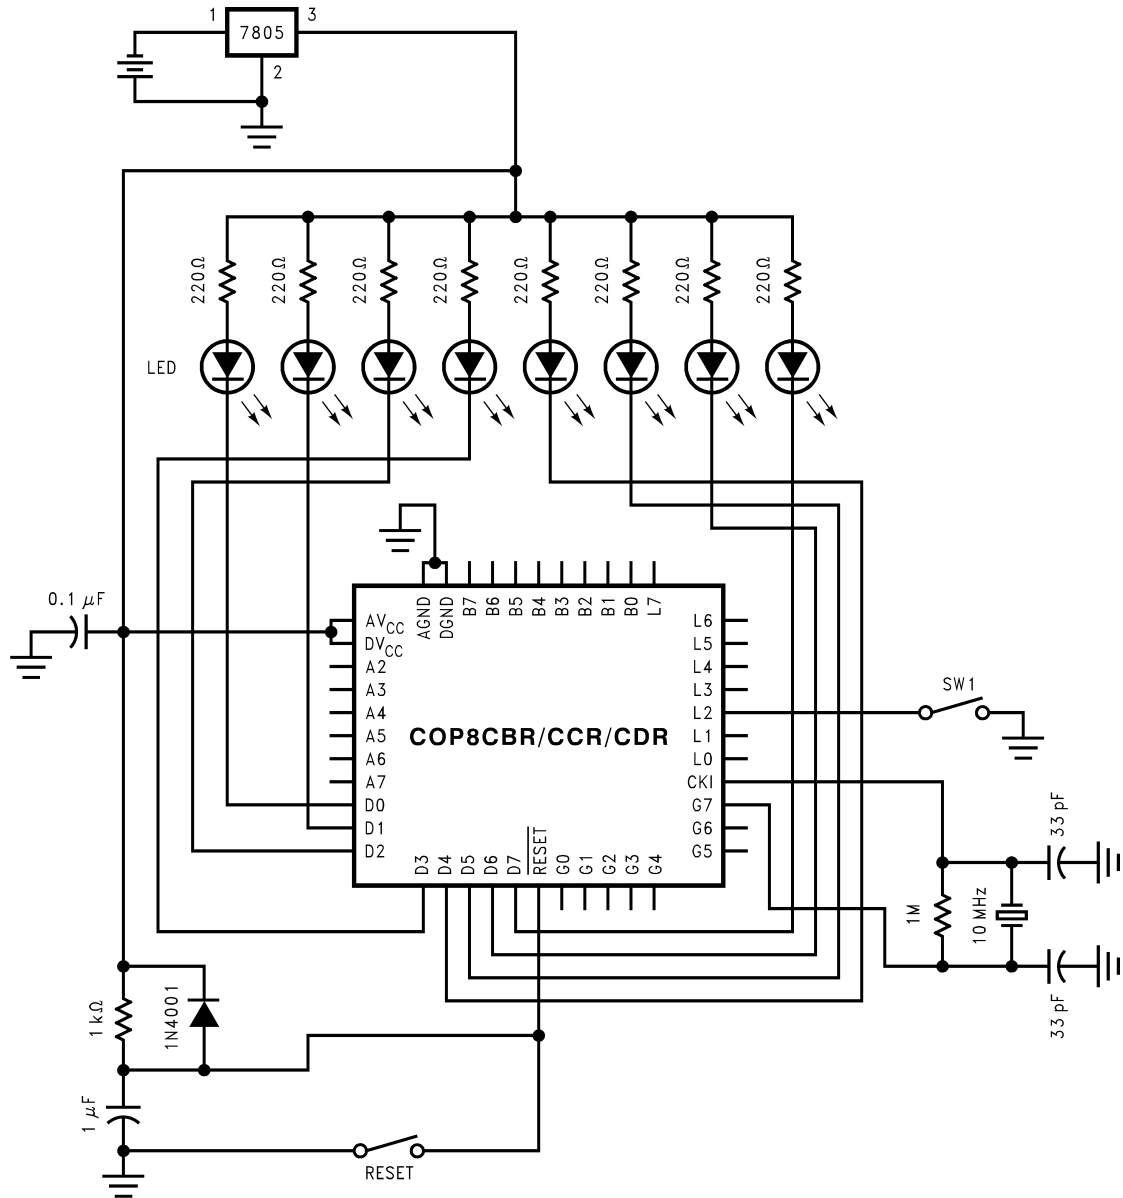 1
7805
3
2
220Ω
220Ω
220Ω
220Ω
220Ω
220Ω
220Ω
220Ω
LED
0.1 µF
AGND
DGND
B7
B6
B5
B4
B3
B2
B1
B0
L7
AVCC
DVCC
A2
A3
A4
A5
A6
A7
D0
D1
D2
COP8CBR/CCR/CDR
L6
L5
L4
L3
L2
L1
L0
CKI
G7
G6
G5
D3
D4
D5
D6
D7
RESET
G0
G1
G2
G3
G4
SW1
33 pF
1M
10 MHz
33 pF
1 kΩ
1N4001
1 µF
RESET